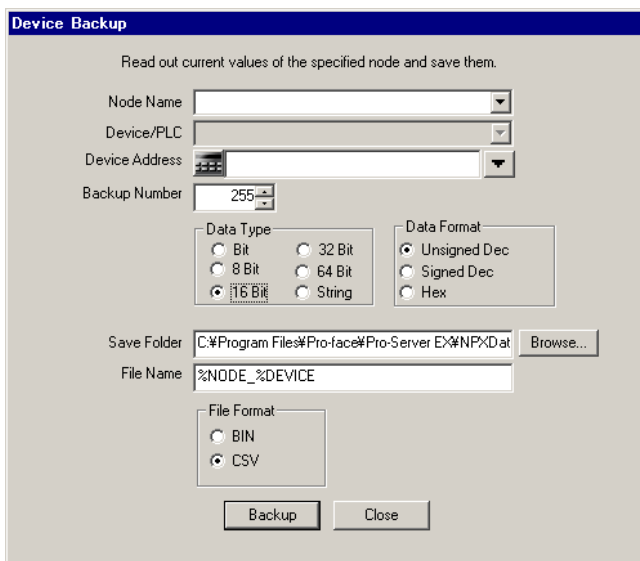 Device Backup
Read out current values of the specified node and save them.
Node Name
Device/PLC
Device Address
Backup Number 255
Data Type
Bit 32 Bit
8 Bit 64 Bit
16 Bit String
Data Format
Unsigned Dec
Signed Dec
Hex
Save Folder C:¥Program Files¥Pro-face¥Pro-Server EX¥NPXDat Browse...
File Name %NODE_%DEVICE
File Format
BIN
CSV
Backup Close